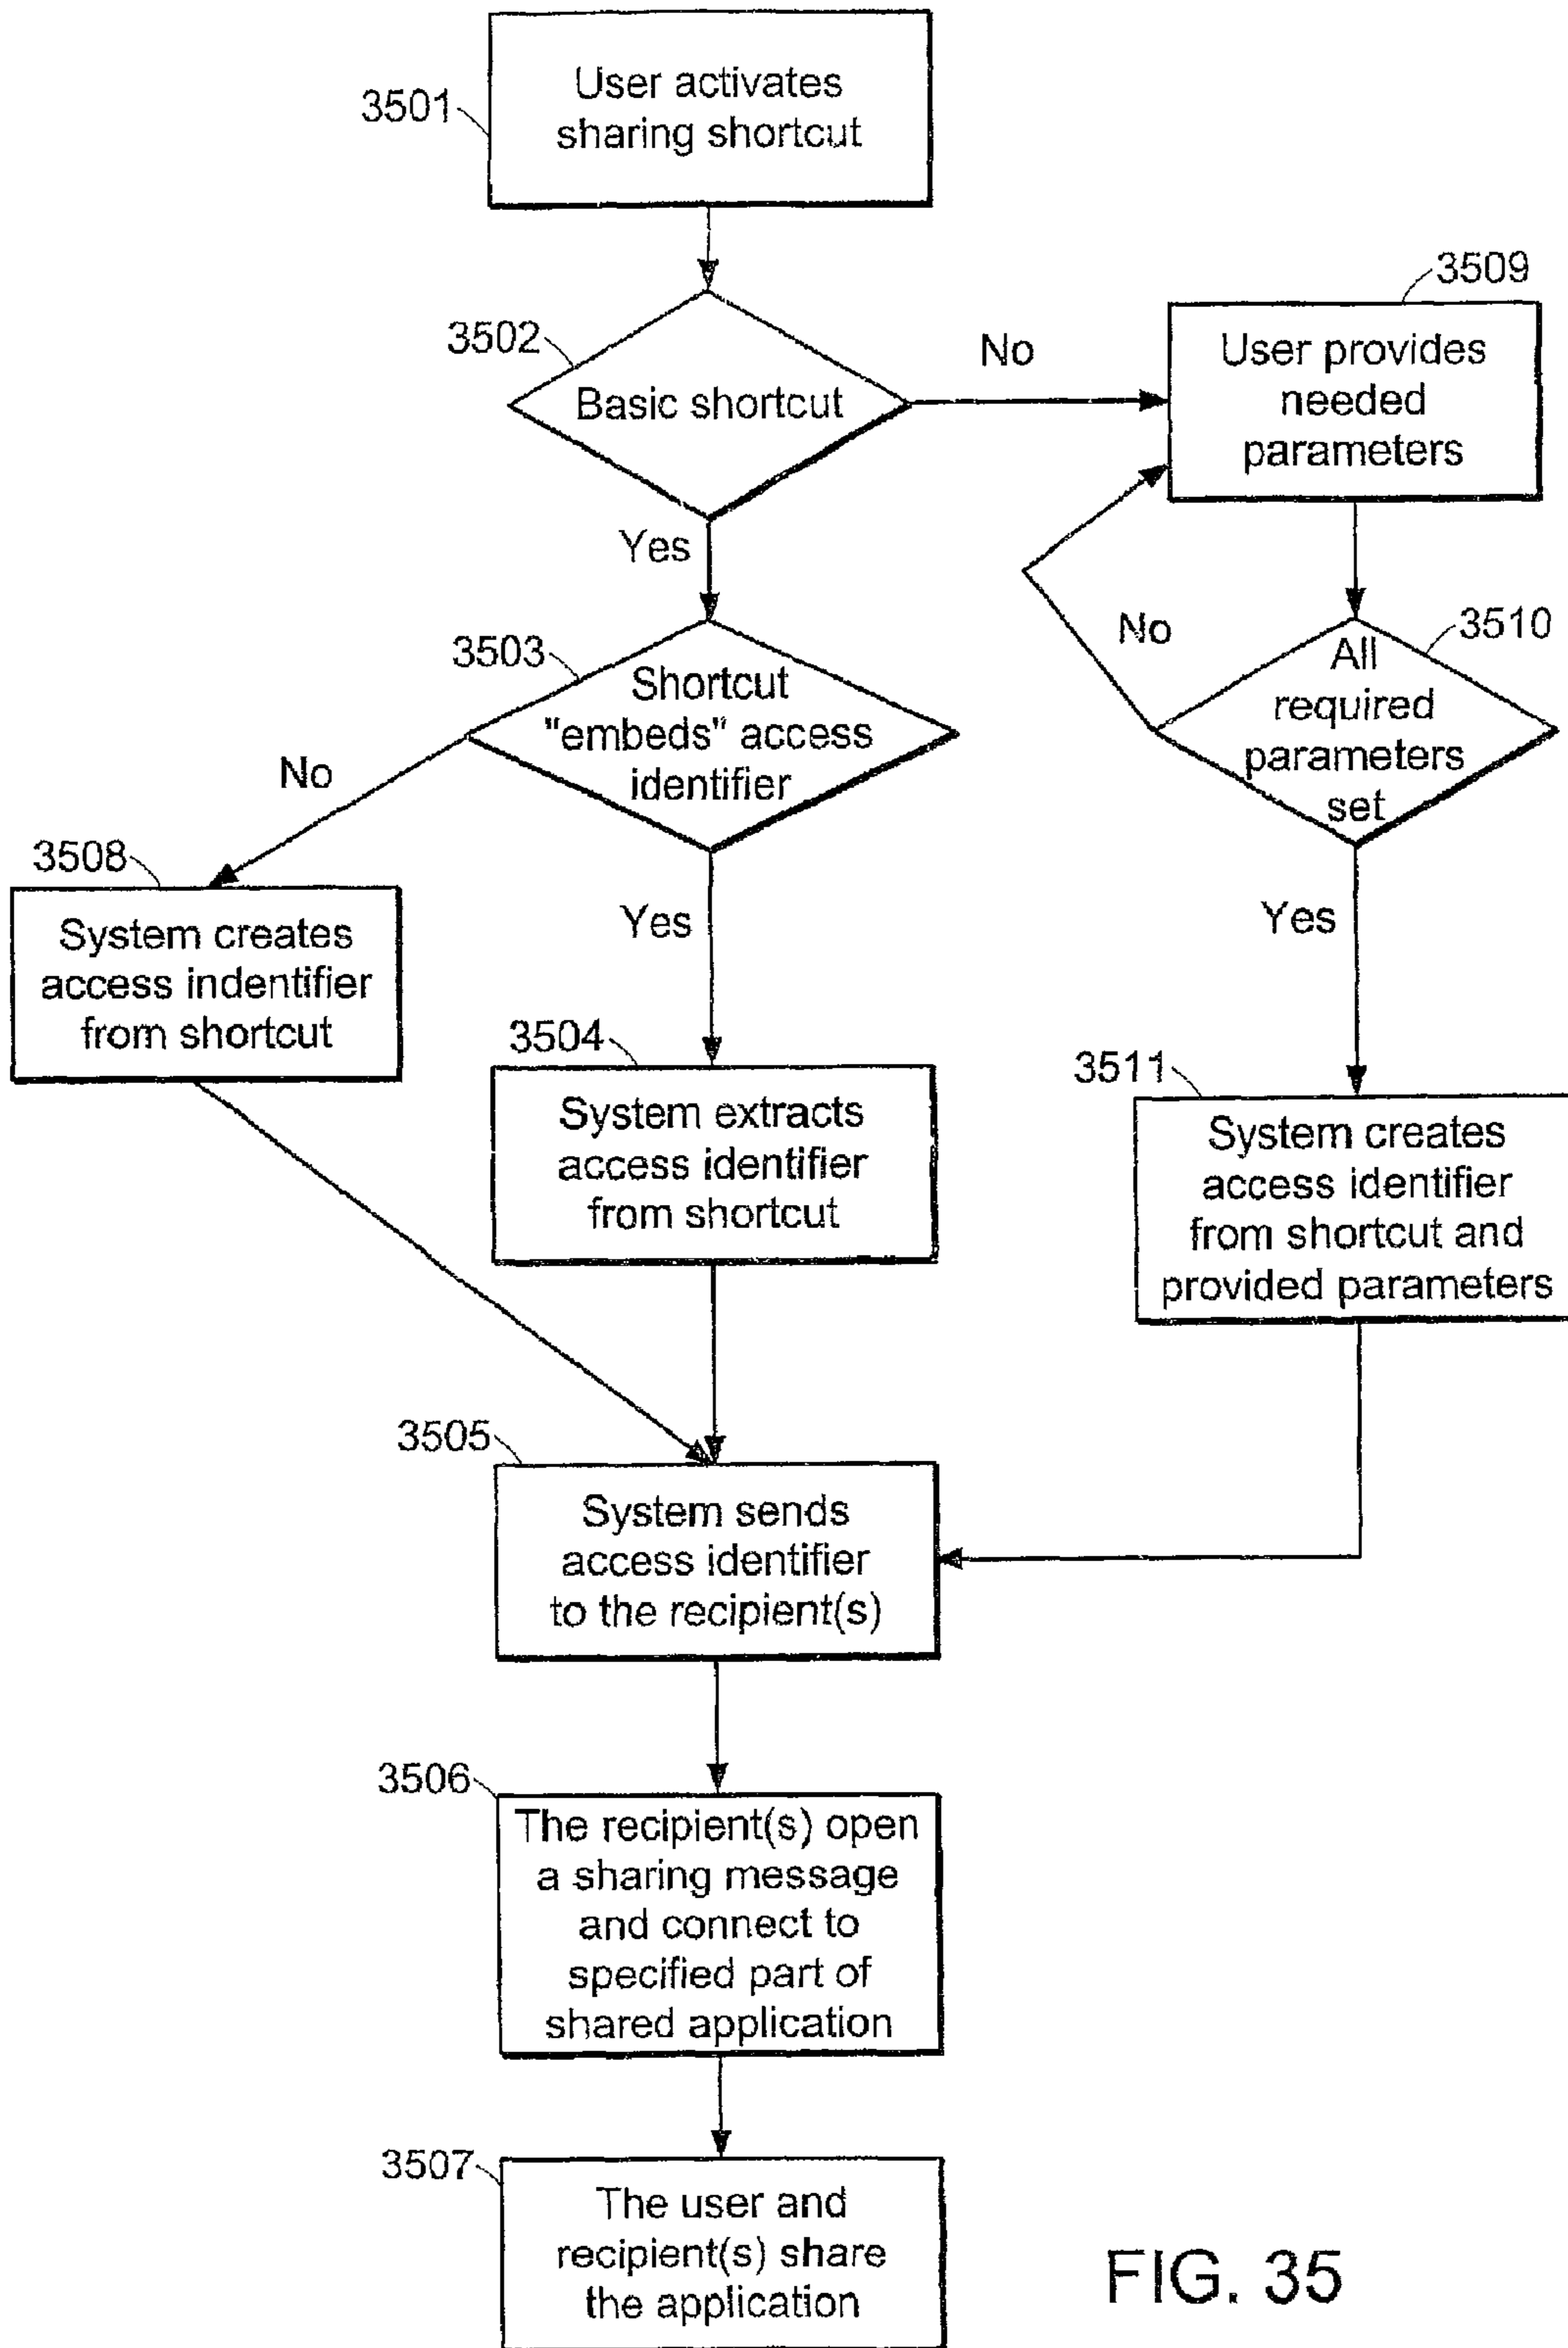 3501
User activates
sharing shortcut
3502
Basic shortcut
No
3509
User provides
needed
parameters
Yes
3503
Shortcut
"embeds" access
identifier
No
3510
All
required
parameters
set
No
3508
System creates
access indentifier
from shortcut
Yes
3504
System extracts
access identifier
from shortcut
Yes
3511
System creates
access identifier
from shortcut and
provided parameters
3505
System sends
access identifier
to the recipient(s)
3506
The recipient(s) open
a sharing message
and connect to
specified part of
shared application
3507
The user and
recipient(s) share
the application
FIG. 35